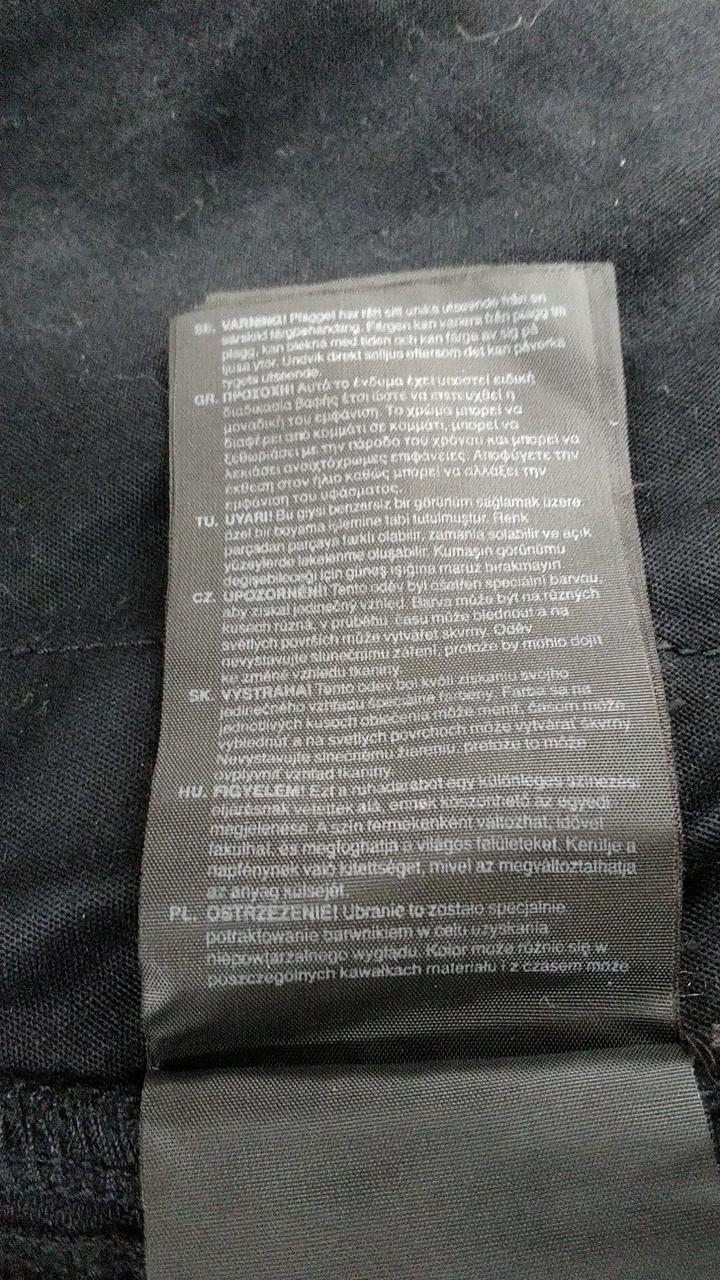 SE. VARNING! Plagget har fått sitt unika utseende från en
särskild färgbehandling. Färgen kan variera från plagg till
plagg, kan blekna med tiden och kan färga av sig på
ljusa ytor. Undvik direkt solljus eftersom det kan påverka
tygets utseende.
GR. ΠΡΟΣΟΧΗ! Αυτό το ένδυμα έχει υποστεί ειδική
διαδικασία βαφής έτσι ώστε να επιτευχθεί η
μοναδική του εμφάνιση. Το χρώμα μπορεί να
διαφέρει από κομμάτι σε κομμάτι, μπορεί να
ξεθωριάσει με την πάροδο του χρόνου και μπορεί να
λεκιάσει ανοιχτόχρωμες επιφάνειες. Αποφύγετε την
έκθεση στον ήλιο καθώς μπορεί να αλλάξει την
εμφάνιση του υφάσματος.
TU. UYARI! Bu giysi benzersiz bir görünüm sağlamak üzere
özel bir boyama işlemine tabi tutulmuştur. Renk
parçadan parçaya farklı olabilir, zamanla solabilir ve açık
yüzeylerde lekelenme oluşabilir. Kumaşın görünümü
değişebileceği için güneş ışığına maruz bırakmayın
CZ. UPOZORNĚNÍ! Tento oděv byl ošetřen speciální barvou,
aby získal jedinečný vzhled. Barva může být na různých
kusech různá, v průběhu, času může blednout a na
světlých površích může vytvářet skvrny. Oděv
nevystavujte slunečnímu záření, protože by mohlo dojít
ke změně vzhledu tkaniny.
SK. VÝSTRAHA! Tento odev bol kvôli získaniu svojho
jedinečného vzhľadu špeciálne farbený. Farba sa na
jednotlivých kusoch oblečenia môže meniť, časom môže
vyblednúť a na svetlých povrchoch môže vytvárať škvrny.
Nevystavujte slnečnému žiareniu, pretože to môže
ovplyvniť vzhľad tkaniny.
HU. FIGYELEM! Ezt a ruhadarabot egy különleges színezési
eljárásnak vetették alá, ennek köszönhető az egyedi
megjelenése. A szín termékenként változhat, idővel
fakulhat, és megfoghatja a világos felületeket. Kerülje a
napfénynek való kitettséget, mivel az megváltoztathatja
az anyag külsejét.
PL. OSTRZEŻENIE! Ubranie to zostało specjalnie
potraktowanie barwnikiem w celu uzyskania
niepowtarzalnego wyglądu. Kolor może różnić się w
poszczególnych kawałkach materiału i z czasem może